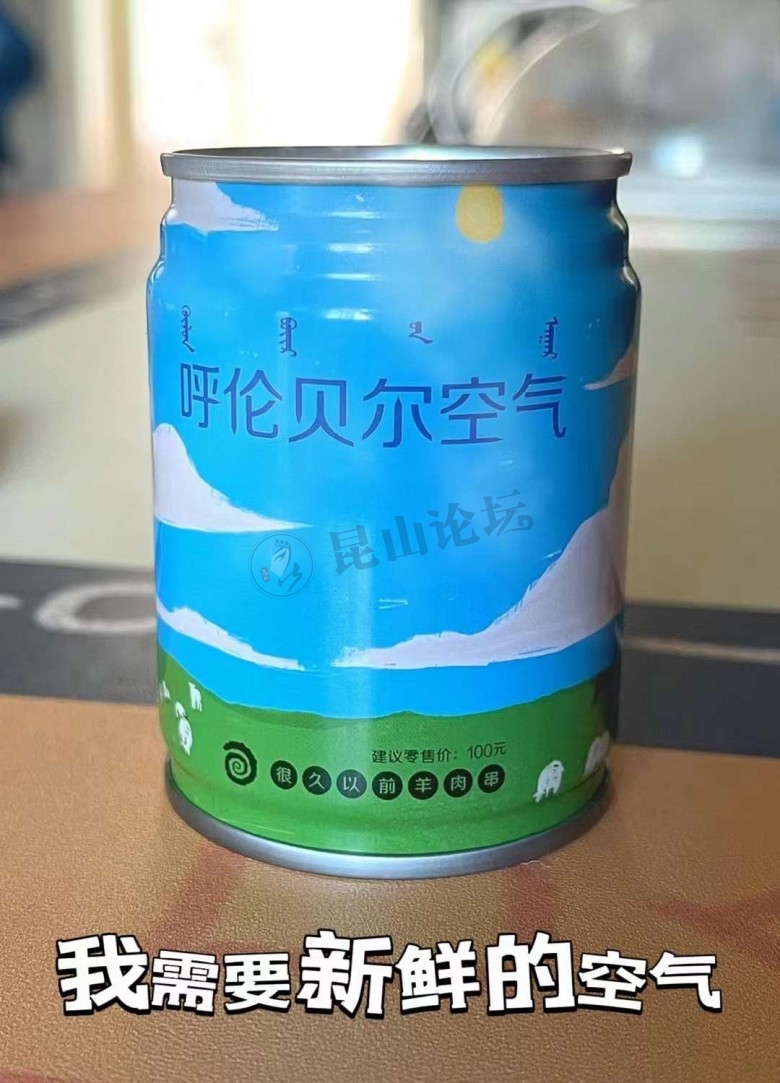 呼伦贝尔空气
昆山论坛
建议零售价：100元
很久以前羊肉串
我需要新鲜的空气